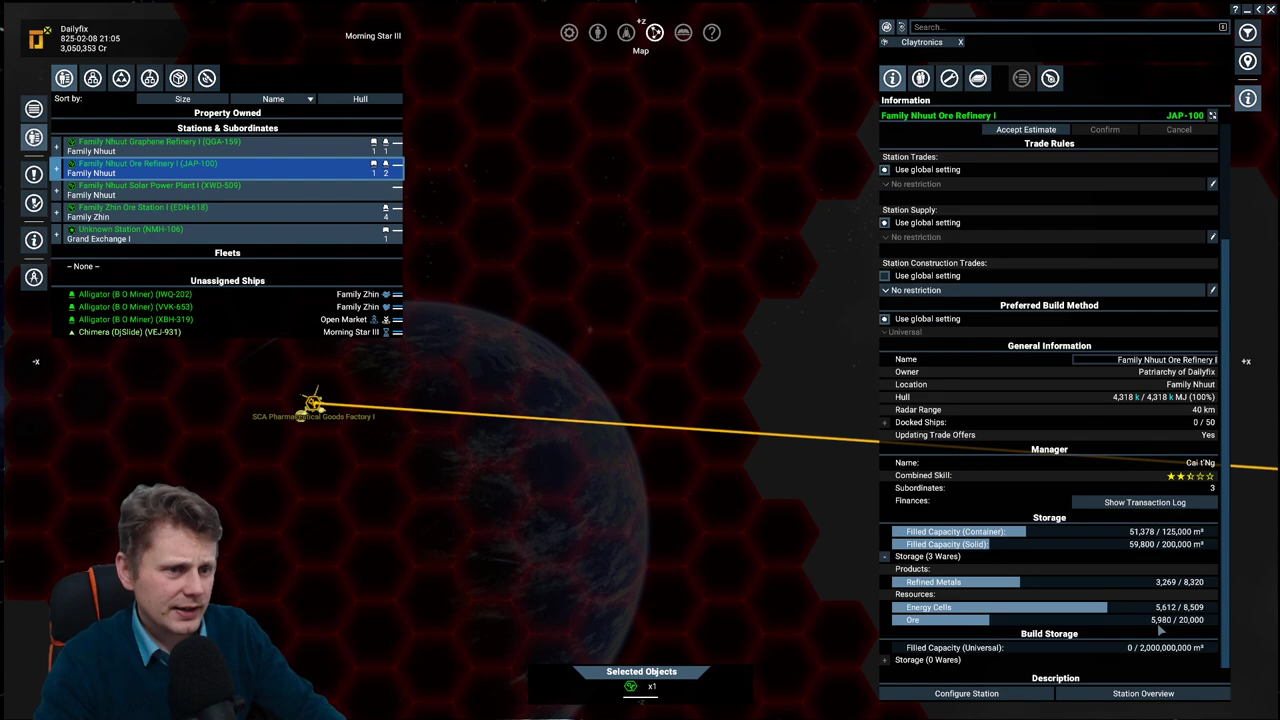 Dailyfix
825-02-08 21:05
3,050,353 Cr
Morning Star III
+z
Map
Sort by:
Size
Name
Hull
Property Owned
Stations & Subordinates
Family Nhuut Graphene Refinery I (QGA-159)
Family Nhuut
1 1
Family Nhuut Ore Refinery I (JAP-100)
Family Nhuut
1 2
Family Nhuut Solar Power Plant I (XWD-509)
Family Nhuut
Family Zhin Ore Station I (EDN-618)
Family Zhin
4
Unknown Station (NMH-106)
Grand Exchange I
1
Fleets
– None –
Unassigned Ships
Alligator (B O Miner) (IWQ-202) Family Zhin
Alligator (B O Miner) (VVK-653) Family Zhin
Alligator (B O Miner) (XBH-319) Open Market
Chimera (DjSlide) (VEJ-931) Morning Star III
-x
+x
SCA Pharmaceutical Goods Factory I
Selected Objects
x1
-z
Search...
Claytronics X
Information
Family Nhuut Ore Refinery I JAP-100
Accept Estimate Confirm Cancel
Trade Rules
Station Trades:
Use global setting
No restriction
Station Supply:
Use global setting
No restriction
Station Construction Trades:
Use global setting
No restriction
Preferred Build Method
Use global setting
Universal
General Information
Name Family Nhuut Ore Refinery I
Owner Patriarchy of Dailyfix
Location Family Nhuut
Hull 4,318 k / 4,318 k MJ (100%)
Radar Range 40 km
+ Docked Ships: 0 / 50
Updating Trade Offers Yes
Manager
Name: Cai t'Ng
Combined Skill:
Subordinates: 3
Finances: Show Transaction Log
Storage
Filled Capacity (Container): 51,378 / 125,000 m³
Filled Capacity (Solid): 59,800 / 200,000 m³
- Storage (3 Wares)
Products:
Refined Metals 3,269 / 8,320
Resources:
Energy Cells 5,612 / 8,509
Ore 5,980 / 20,000
Build Storage
Filled Capacity (Universal): 0 / 2,000,000,000 m³
+ Storage (0 Wares)
Description
Configure Station Station Overview